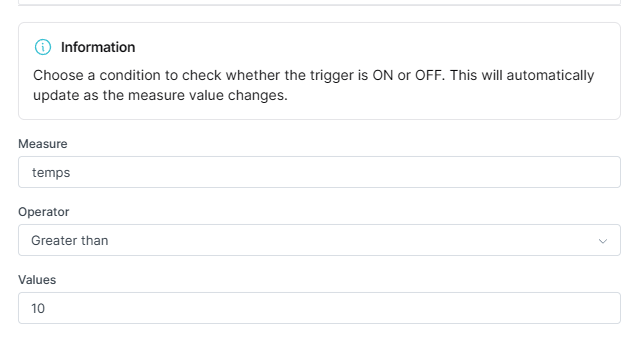 Information
Choose a condition to check whether the trigger is ON or OFF. This will automatically
update as the measure value changes.
Measure
temps
Operator
Greater than
Values
10